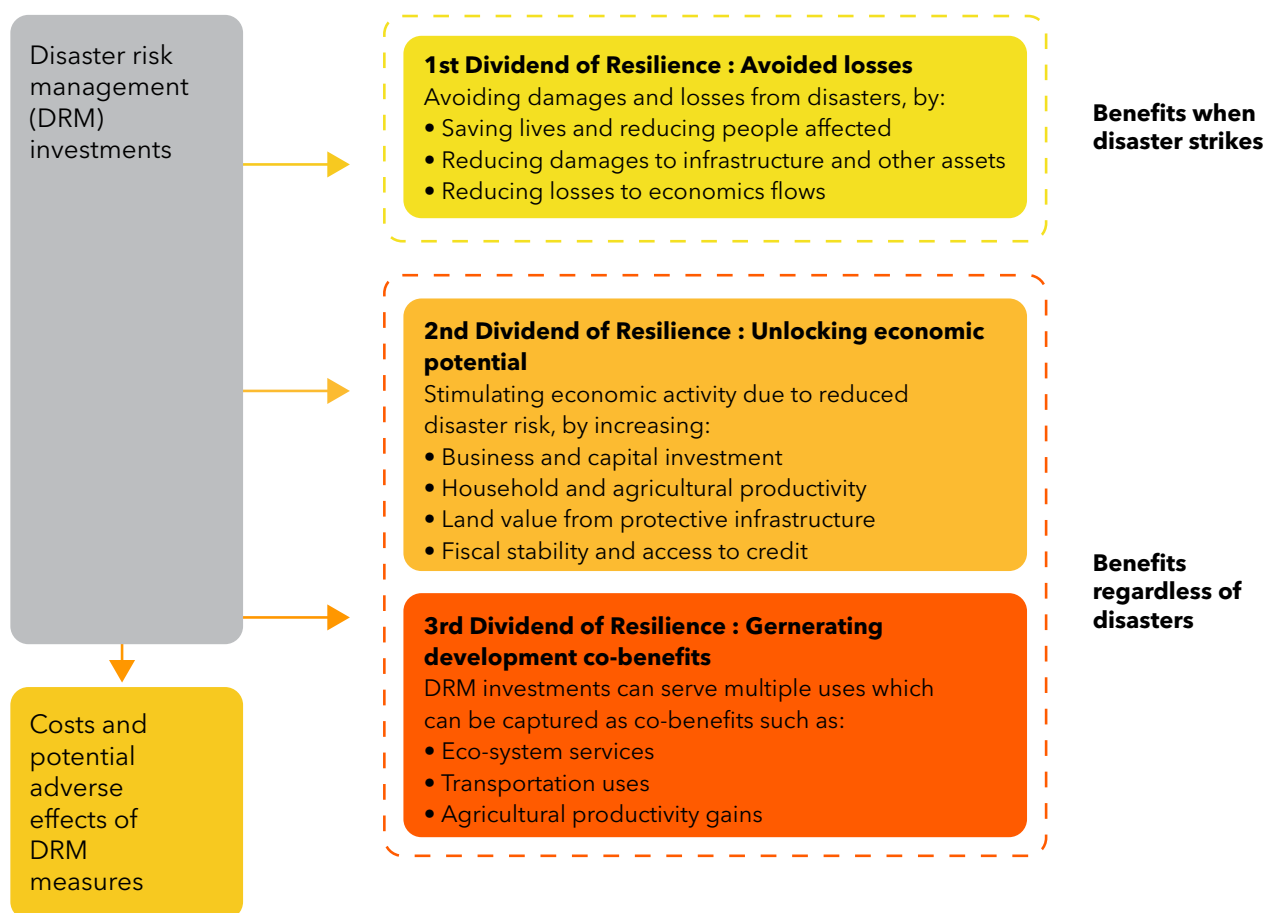 Disaster risk
management
(DRM)
investments
1st Dividend of Resilience : Avoided losses
Avoiding damages and losses from disasters, by:
• Saving lives and reducing people affected
• Reducing damages to infrastructure and other assets
• Reducing losses to economics flows
Benefits when
disaster strikes
2nd Dividend of Resilience : Unlocking economic
potential
Stimulating economic activity due to reduced
disaster risk, by increasing:
• Business and capital investment
• Household and agricultural productivity
• Land value from protective infrastructure
• Fiscal stability and access to credit
3rd Dividend of Resilience : Gernerating
development co-benefits
DRM investments can serve multiple uses which
can be captured as co-benefits such as:
• Eco-system services
• Transportation uses
• Agricultural productivity gains
Benefits
regardless of
disasters
Costs and
potential
adverse
effects of
DRM
measures